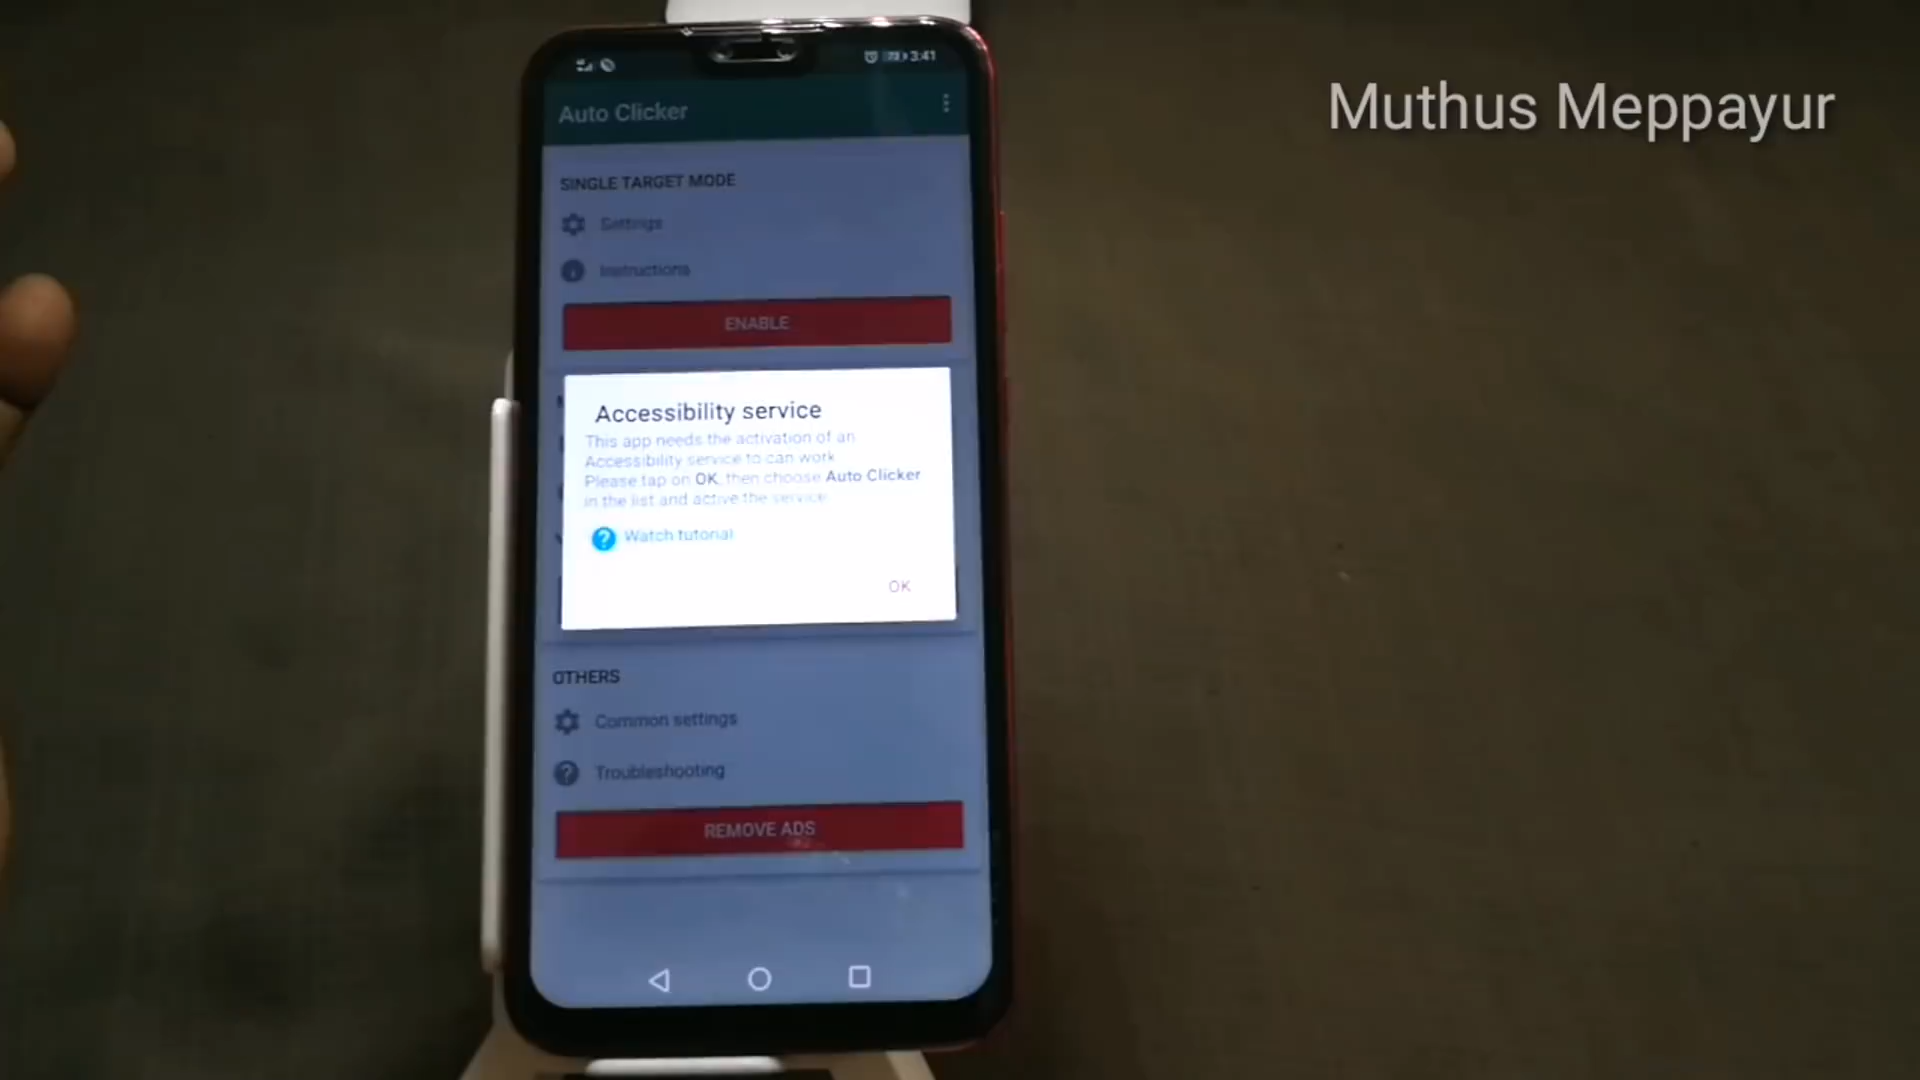 3:41
Muthus Meppayur
Auto Clicker
SINGLE TARGET MODE
Settings
Instructions
ENABLE
Accessibility service
This app needs the activation of an
Accessibility service to can work
Please tap on OK, then choose Auto Clicker
in the list and active the service
Watch tutorial
OK
OTHERS
Common settings
Troubleshooting
REMOVE ADS